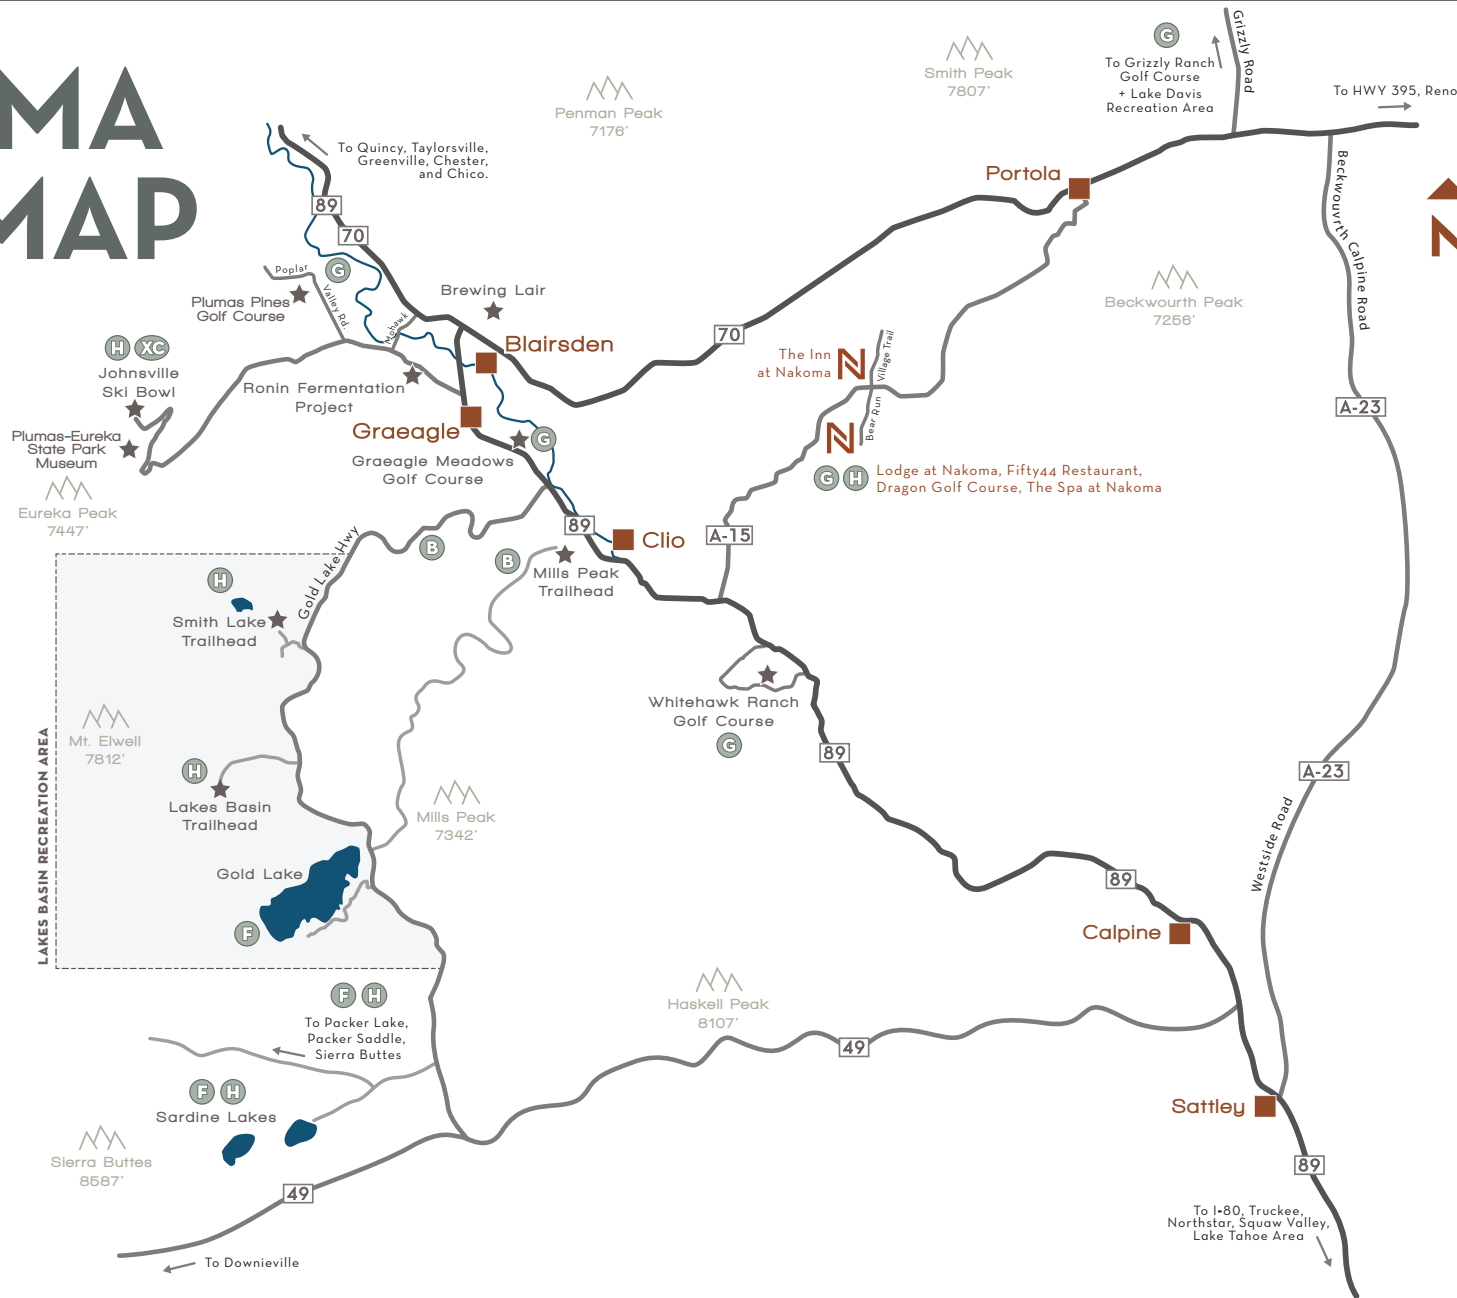 MA
MAP
G
To Grizzly Ranch
Golf Course
+ Lake Davis
Recreation Area
Grizzly Road
To HWY 395, Reno
Smith Peak
7807'
Penman Peak
7176'
To Quincy, Taylorsville,
Greenville, Chester,
and Chico.
Portola
Beckwouvrth Calpine Road
89
70
Poplar
Valley Rd.
G
Plumas Pines
Golf Course
Mohawk
Brewing Lair
Beckwourth Peak
7256'
Blairsden
70
The Inn
at Nakoma
N
Village Trail
Bear Run
H
XC
Johnsville
Ski Bowl
Ronin Fermentation
Project
A-23
Plumas-Eureka
State Park
Museum
Graeagle
G
Graeagle Meadows
Golf Course
N
G
H
Lodge at Nakoma, Fifty44 Restaurant,
Dragon Golf Course, The Spa at Nakoma
Eureka Peak
7447'
89
Clio
A-15
Gold Lake Hwy
B
B
Mills Peak
Trailhead
H
Smith Lake
Trailhead
Whitehawk Ranch
Golf Course
G
Mt. Elwell
7812'
LAKES BASIN RECREATION AREA
89
H
Lakes Basin
Trailhead
A-23
Mills Peak
7342'
Westside Road
Gold Lake
F
89
Calpine
F
H
To Packer Lake,
Packer Saddle,
Sierra Buttes
Haskell Peak
8107'
49
F
H
Sardine Lakes
Sattley
Sierra Buttes
8587'
89
49
To I-80, Truckee,
Northstar, Squaw Valley,
Lake Tahoe Area
To Downieville